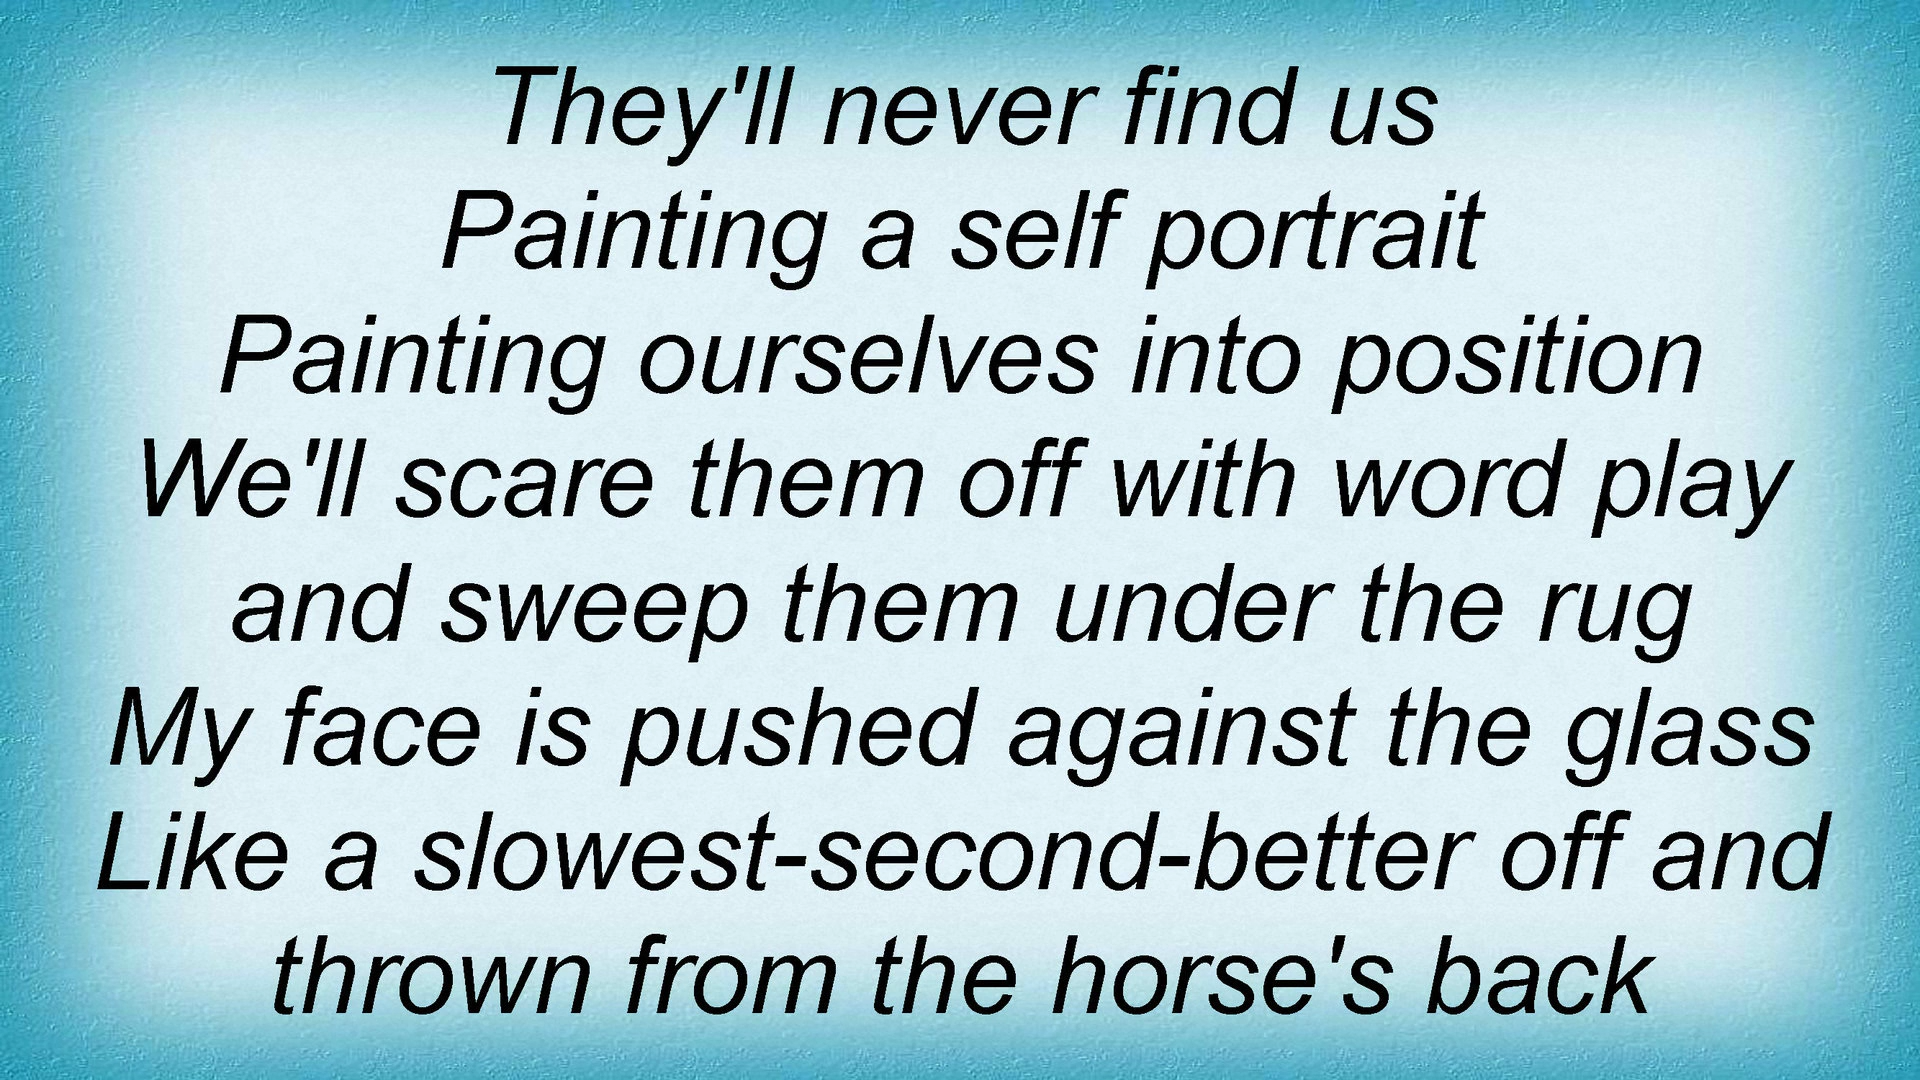 They'll never find us
Painting a self portrait
Painting ourselves into position
We'll scare them off with word play
and sweep them under the rug
My face is pushed against the glass
Like a slowest-second-better off and
thrown from the horse's back